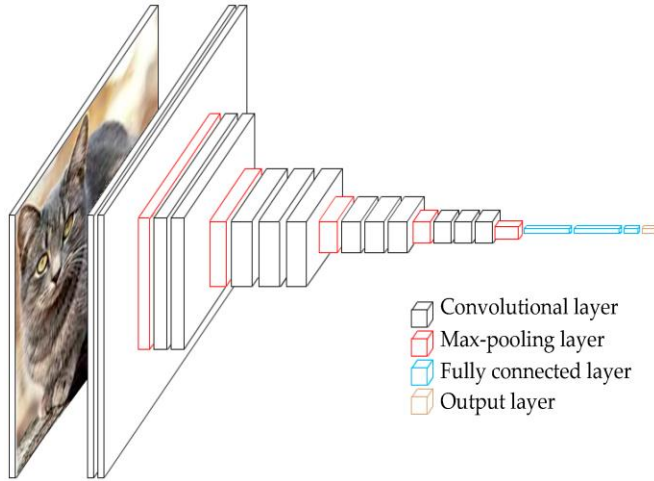 Convolutional layer
Max-pooling layer
Fully connected layer
Output layer